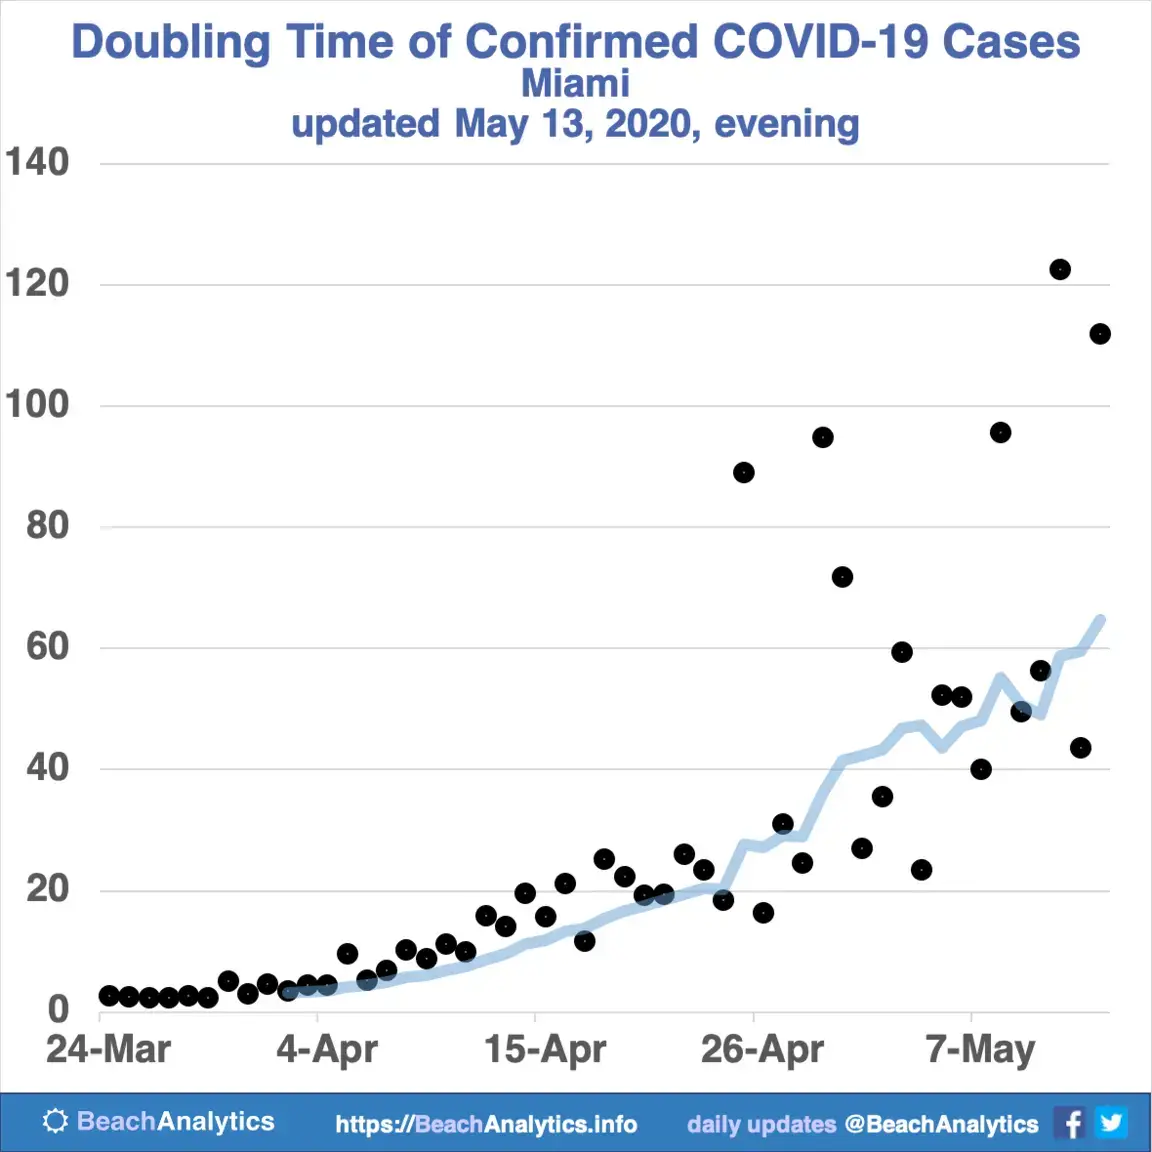 Doubling Time of Confirmed COVID-19 Cases
Miami
updated May 13, 2020, evening
140
120
100
80
60
40
20
0
24-Mar 4-Apr 15-Apr 26-Apr 7-May
BeachAnalytics https://BeachAnalytics.info daily updates @BeachAnalytics